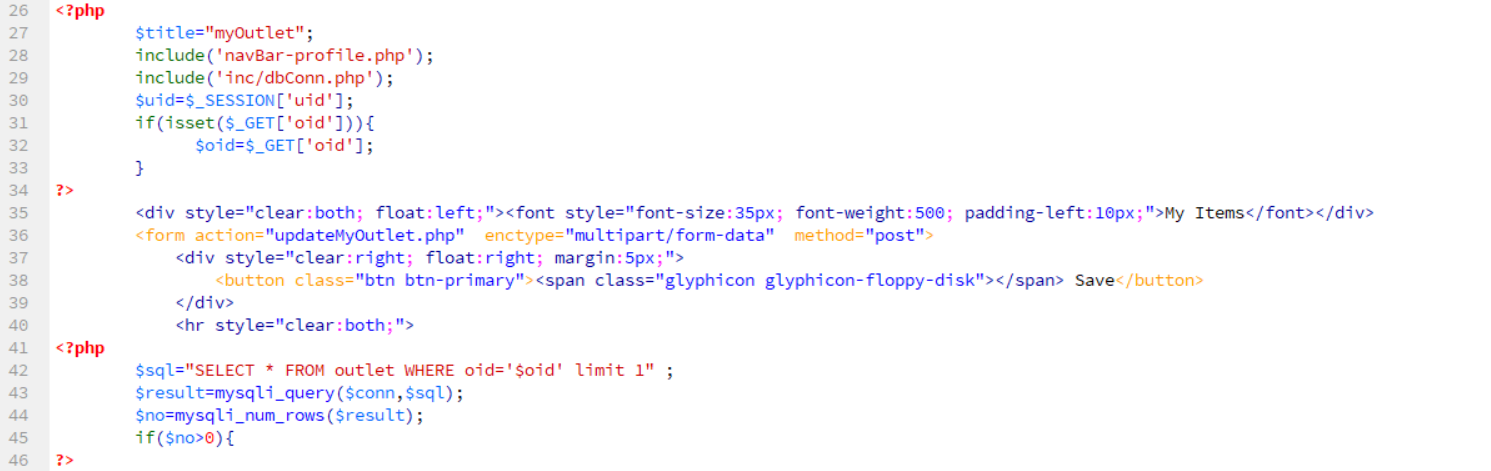 26 <?php
27 $title="myOutlet";
28 include('navBar-profile.php');
29 include('inc/dbConn.php');
30 $uid=$_SESSION['uid'];
31 if(isset($_GET['oid'])){
32 $oid=$_GET['oid'];
33 }
34 ?>
35 <div style="clear:both; float:left;"><font style="font-size:35px; font-weight:500; padding-left:10px;">My Items</font></div>
36 <form action="updateMyOutlet.php"  enctype="multipart/form-data"  method="post">
37 <div style="clear:right; float:right; margin:5px;">
38 <button class="btn btn-primary"><span class="glyphicon glyphicon-floppy-disk"></span> Save</button>
39 </div>
40 <hr style="clear:both;">
41 <?php
42 $sql="SELECT * FROM outlet WHERE oid='$oid' limit 1" ;
43 $result=mysqli_query($conn,$sql);
44 $no=mysqli_num_rows($result);
45 if($no>0){
46 ?>